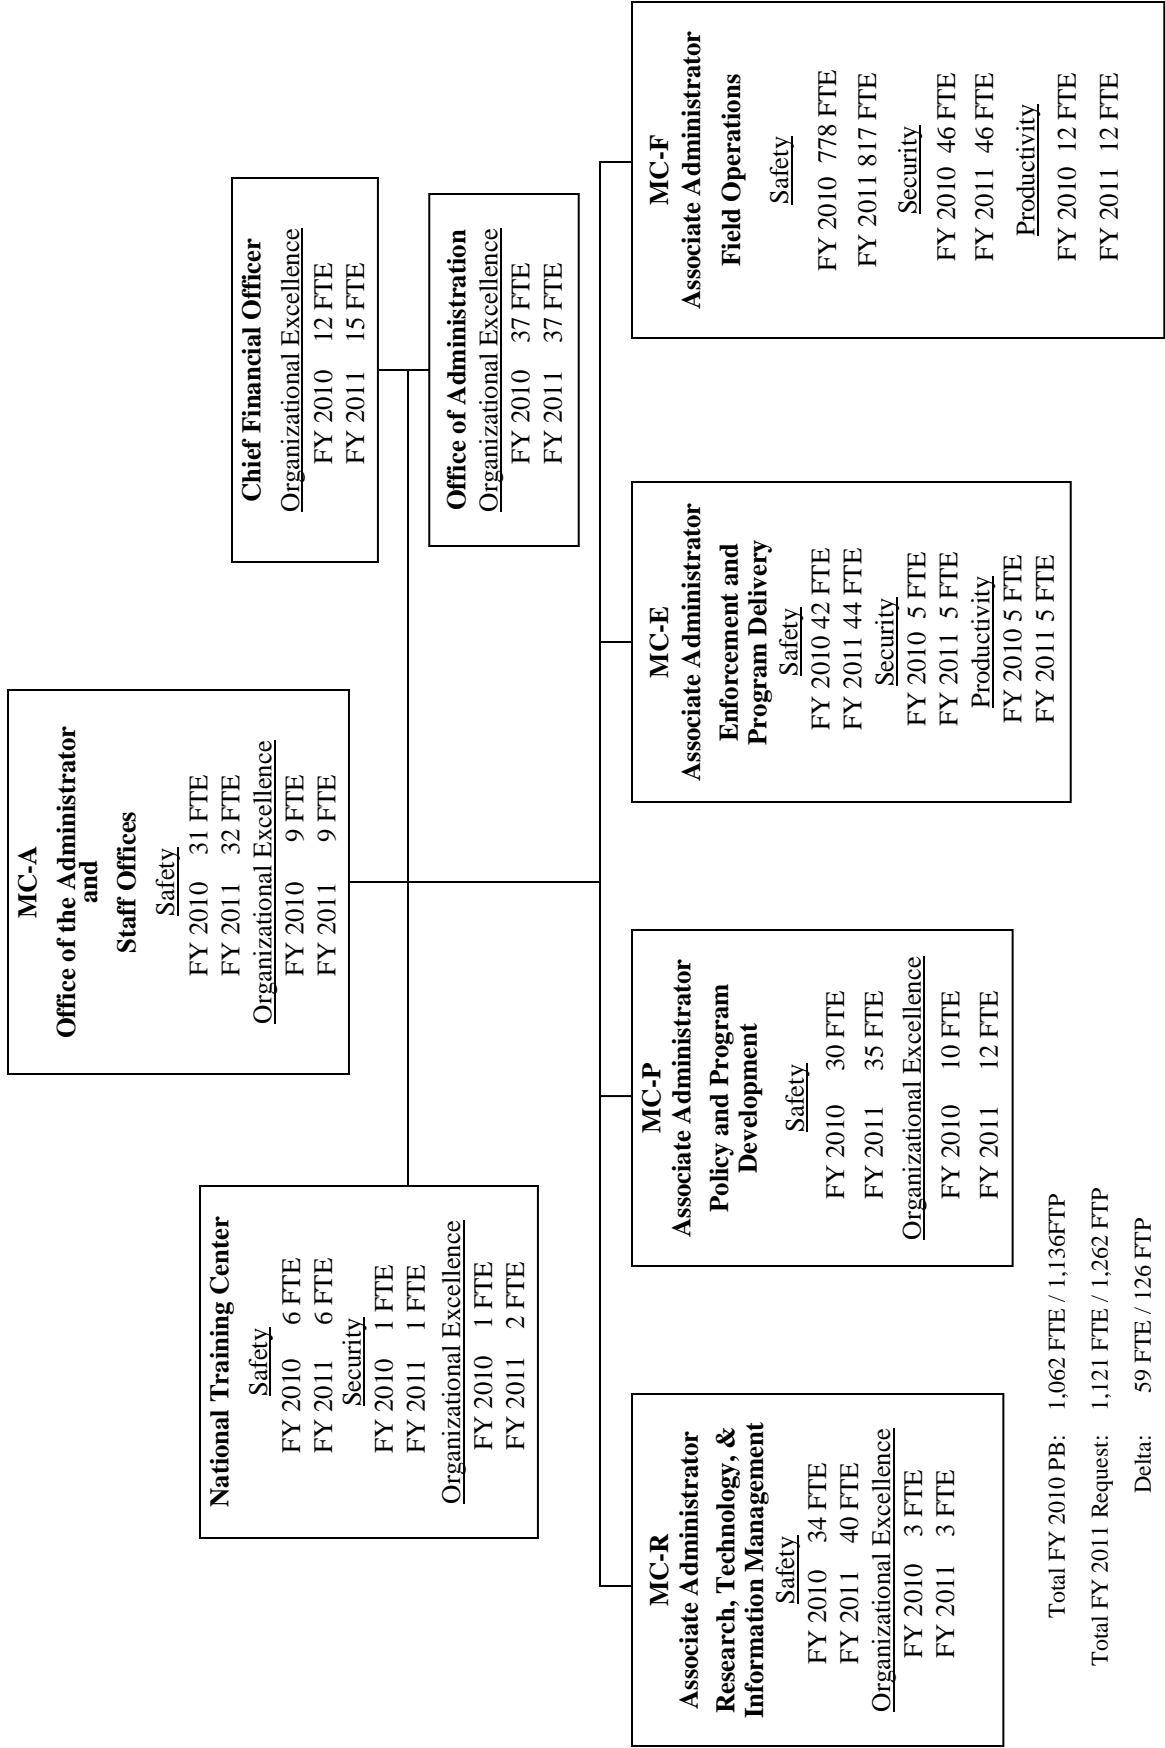 MC-A
Office of the Administrator
and
Staff Offices
Safety
FY 2010 31 FTE
FY 2011 32 FTE
Organizational Excellence
FY 2010 9 FTE
FY 2011 9 FTE
National Training Center
Safety
FY 2010 6 FTE
FY 2011 6 FTE
Security
FY 2010 1 FTE
FY 2011 1 FTE
Organizational Excellence
FY 2010 1 FTE
FY 2011 2 FTE
Chief Financial Officer
Organizational Excellence
FY 2010 12 FTE
FY 2011 15 FTE
Office of Administration
Organizational Excellence
FY 2010 37 FTE
FY 2011 37 FTE
MC-R
Associate Administrator
Research, Technology, &
Information Management
Safety
FY 2010 34 FTE
FY 2011 40 FTE
Organizational Excellence
FY 2010 3 FTE
FY 2011 3 FTE
MC-P
Associate Administrator
Policy and Program
Development
Safety
FY 2010 30 FTE
FY 2011 35 FTE
Organizational Excellence
FY 2010 10 FTE
FY 2011 12 FTE
MC-E
Associate Administrator
Enforcement and
Program Delivery
Safety
FY 2010 42 FTE
FY 2011 44 FTE
Security
FY 2010 5 FTE
FY 2011 5 FTE
Productivity
FY 2010 5 FTE
FY 2011 5 FTE
MC-F
Associate Administrator
Field Operations
Safety
FY 2010 778 FTE
FY 2011 817 FTE
Security
FY 2010 46 FTE
FY 2011 46 FTE
Productivity
FY 2010 12 FTE
FY 2011 12 FTE
Total FY 2010 PB: 1,062 FTE / 1,136FTP
Total FY 2011 Request: 1,121 FTE / 1,262 FTP
Delta: 59 FTE / 126 FTP